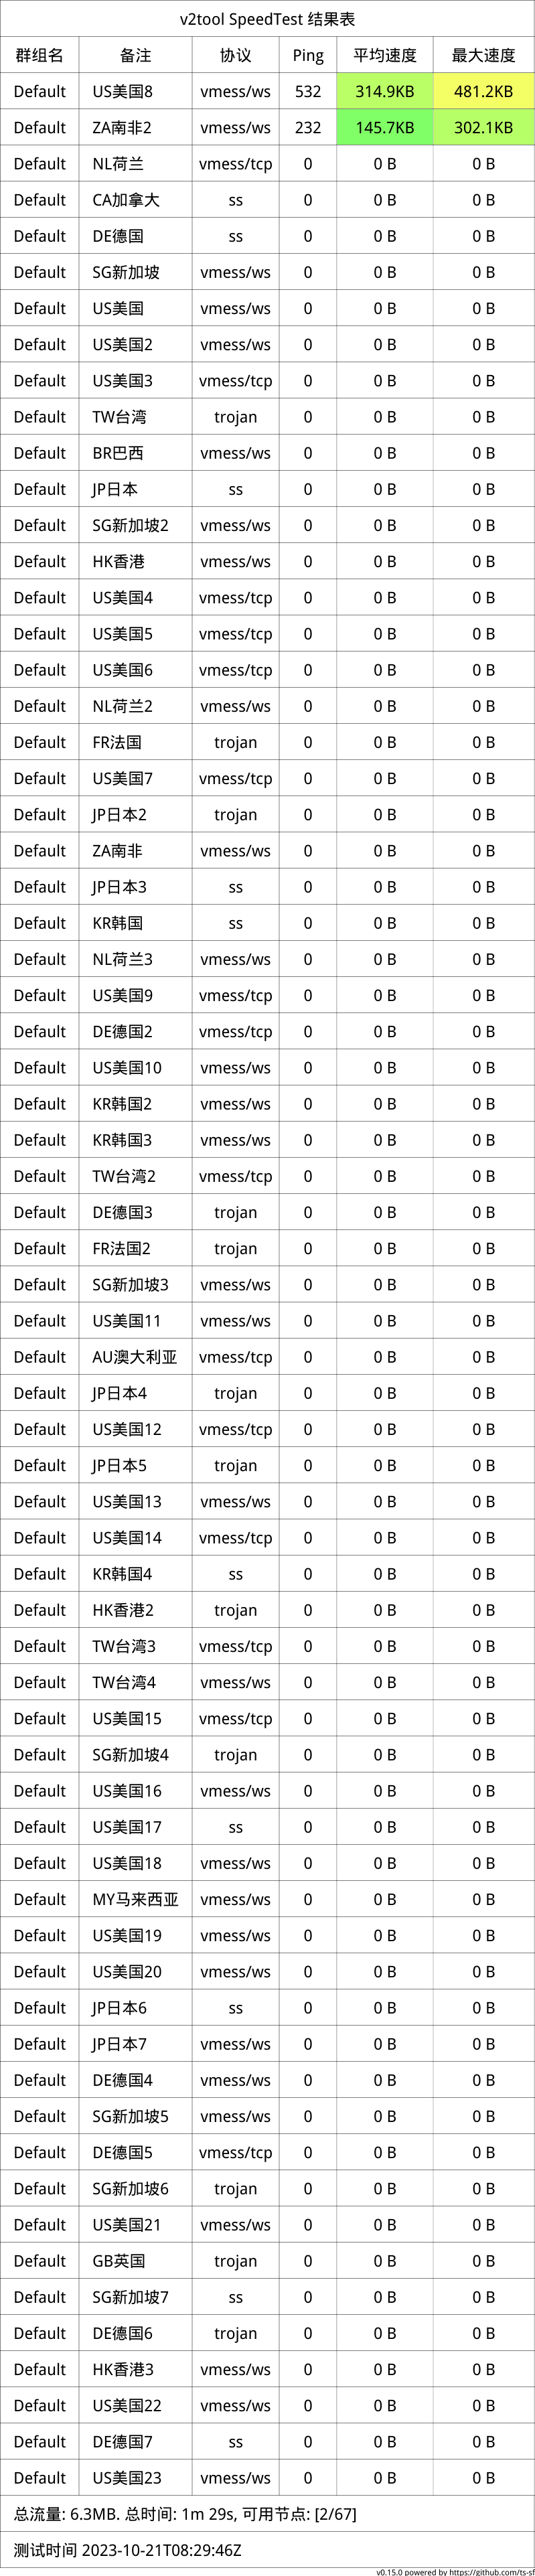 v2tool SpeedTest 结果表
群组名 备注 协议 Ping 平均速度 最大速度
Default US美国8 vmess/ws 532 314.9KB 481.2KB
Default ZA南非2 vmess/ws 232 145.7KB 302.1KB
Default NL荷兰 vmess/tcp 0 0 B 0 B
Default CA加拿大 ss 0 0 B 0 B
Default DE德国 ss 0 0 B 0 B
Default SG新加坡 vmess/ws 0 0 B 0 B
Default US美国 vmess/ws 0 0 B 0 B
Default US美国2 vmess/ws 0 0 B 0 B
Default US美国3 vmess/tcp 0 0 B 0 B
Default TW台湾 trojan 0 0 B 0 B
Default BR巴西 vmess/ws 0 0 B 0 B
Default JP日本 ss 0 0 B 0 B
Default SG新加坡2 vmess/ws 0 0 B 0 B
Default HK香港 vmess/ws 0 0 B 0 B
Default US美国4 vmess/tcp 0 0 B 0 B
Default US美国5 vmess/tcp 0 0 B 0 B
Default US美国6 vmess/tcp 0 0 B 0 B
Default NL荷兰2 vmess/ws 0 0 B 0 B
Default FR法国 trojan 0 0 B 0 B
Default US美国7 vmess/tcp 0 0 B 0 B
Default JP日本2 trojan 0 0 B 0 B
Default ZA南非 vmess/ws 0 0 B 0 B
Default JP日本3 ss 0 0 B 0 B
Default KR韩国 ss 0 0 B 0 B
Default NL荷兰3 vmess/ws 0 0 B 0 B
Default US美国9 vmess/tcp 0 0 B 0 B
Default DE德国2 vmess/tcp 0 0 B 0 B
Default US美国10 vmess/ws 0 0 B 0 B
Default KR韩国2 vmess/ws 0 0 B 0 B
Default KR韩国3 vmess/ws 0 0 B 0 B
Default TW台湾2 vmess/tcp 0 0 B 0 B
Default DE德国3 trojan 0 0 B 0 B
Default FR法国2 trojan 0 0 B 0 B
Default SG新加坡3 vmess/ws 0 0 B 0 B
Default US美国11 vmess/ws 0 0 B 0 B
Default AU澳大利亚 vmess/tcp 0 0 B 0 B
Default JP日本4 trojan 0 0 B 0 B
Default US美国12 vmess/tcp 0 0 B 0 B
Default JP日本5 trojan 0 0 B 0 B
Default US美国13 vmess/ws 0 0 B 0 B
Default US美国14 vmess/tcp 0 0 B 0 B
Default KR韩国4 ss 0 0 B 0 B
Default HK香港2 trojan 0 0 B 0 B
Default TW台湾3 vmess/tcp 0 0 B 0 B
Default TW台湾4 vmess/ws 0 0 B 0 B
Default US美国15 vmess/tcp 0 0 B 0 B
Default SG新加坡4 trojan 0 0 B 0 B
Default US美国16 vmess/ws 0 0 B 0 B
Default US美国17 ss 0 0 B 0 B
Default US美国18 vmess/ws 0 0 B 0 B
Default MY马来西亚 vmess/ws 0 0 B 0 B
Default US美国19 vmess/ws 0 0 B 0 B
Default US美国20 vmess/ws 0 0 B 0 B
Default JP日本6 ss 0 0 B 0 B
Default JP日本7 vmess/ws 0 0 B 0 B
Default DE德国4 vmess/ws 0 0 B 0 B
Default SG新加坡5 vmess/ws 0 0 B 0 B
Default DE德国5 vmess/tcp 0 0 B 0 B
Default SG新加坡6 trojan 0 0 B 0 B
Default US美国21 vmess/ws 0 0 B 0 B
Default GB英国 trojan 0 0 B 0 B
Default SG新加坡7 ss 0 0 B 0 B
Default DE德国6 trojan 0 0 B 0 B
Default HK香港3 vmess/ws 0 0 B 0 B
Default US美国22 vmess/ws 0 0 B 0 B
Default DE德国7 ss 0 0 B 0 B
Default US美国23 vmess/ws 0 0 B 0 B
总流量: 6.3MB. 总时间: 1m 29s, 可用节点: [2/67]
测试时间 2023-10-21T08:29:46Z
v0.15.0 powered by https://github.com/ts-sf